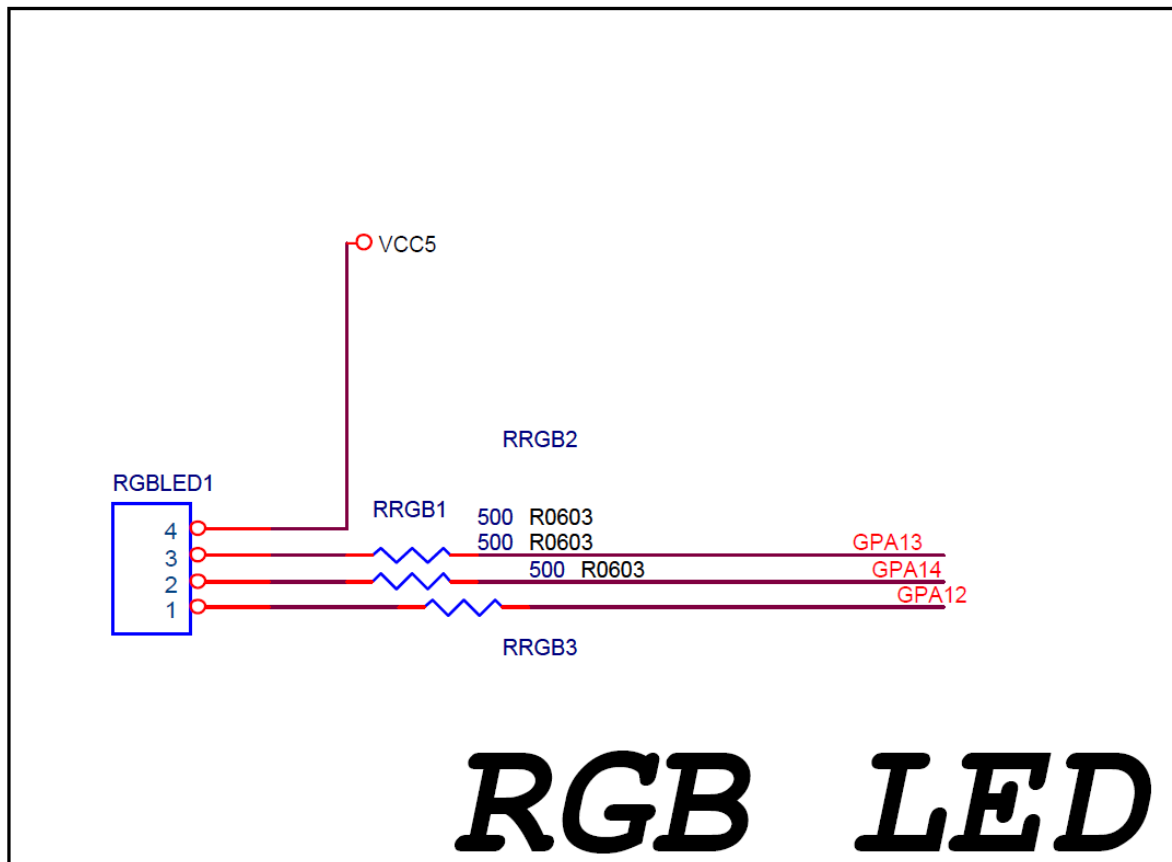 VCC5
RRGB2
RGBLED1
RRGB1
500 R0603
4
500 R0603
GPA13
3
500 R0603
GPA14
2
GPA12
1
RRGB3
RGB LED